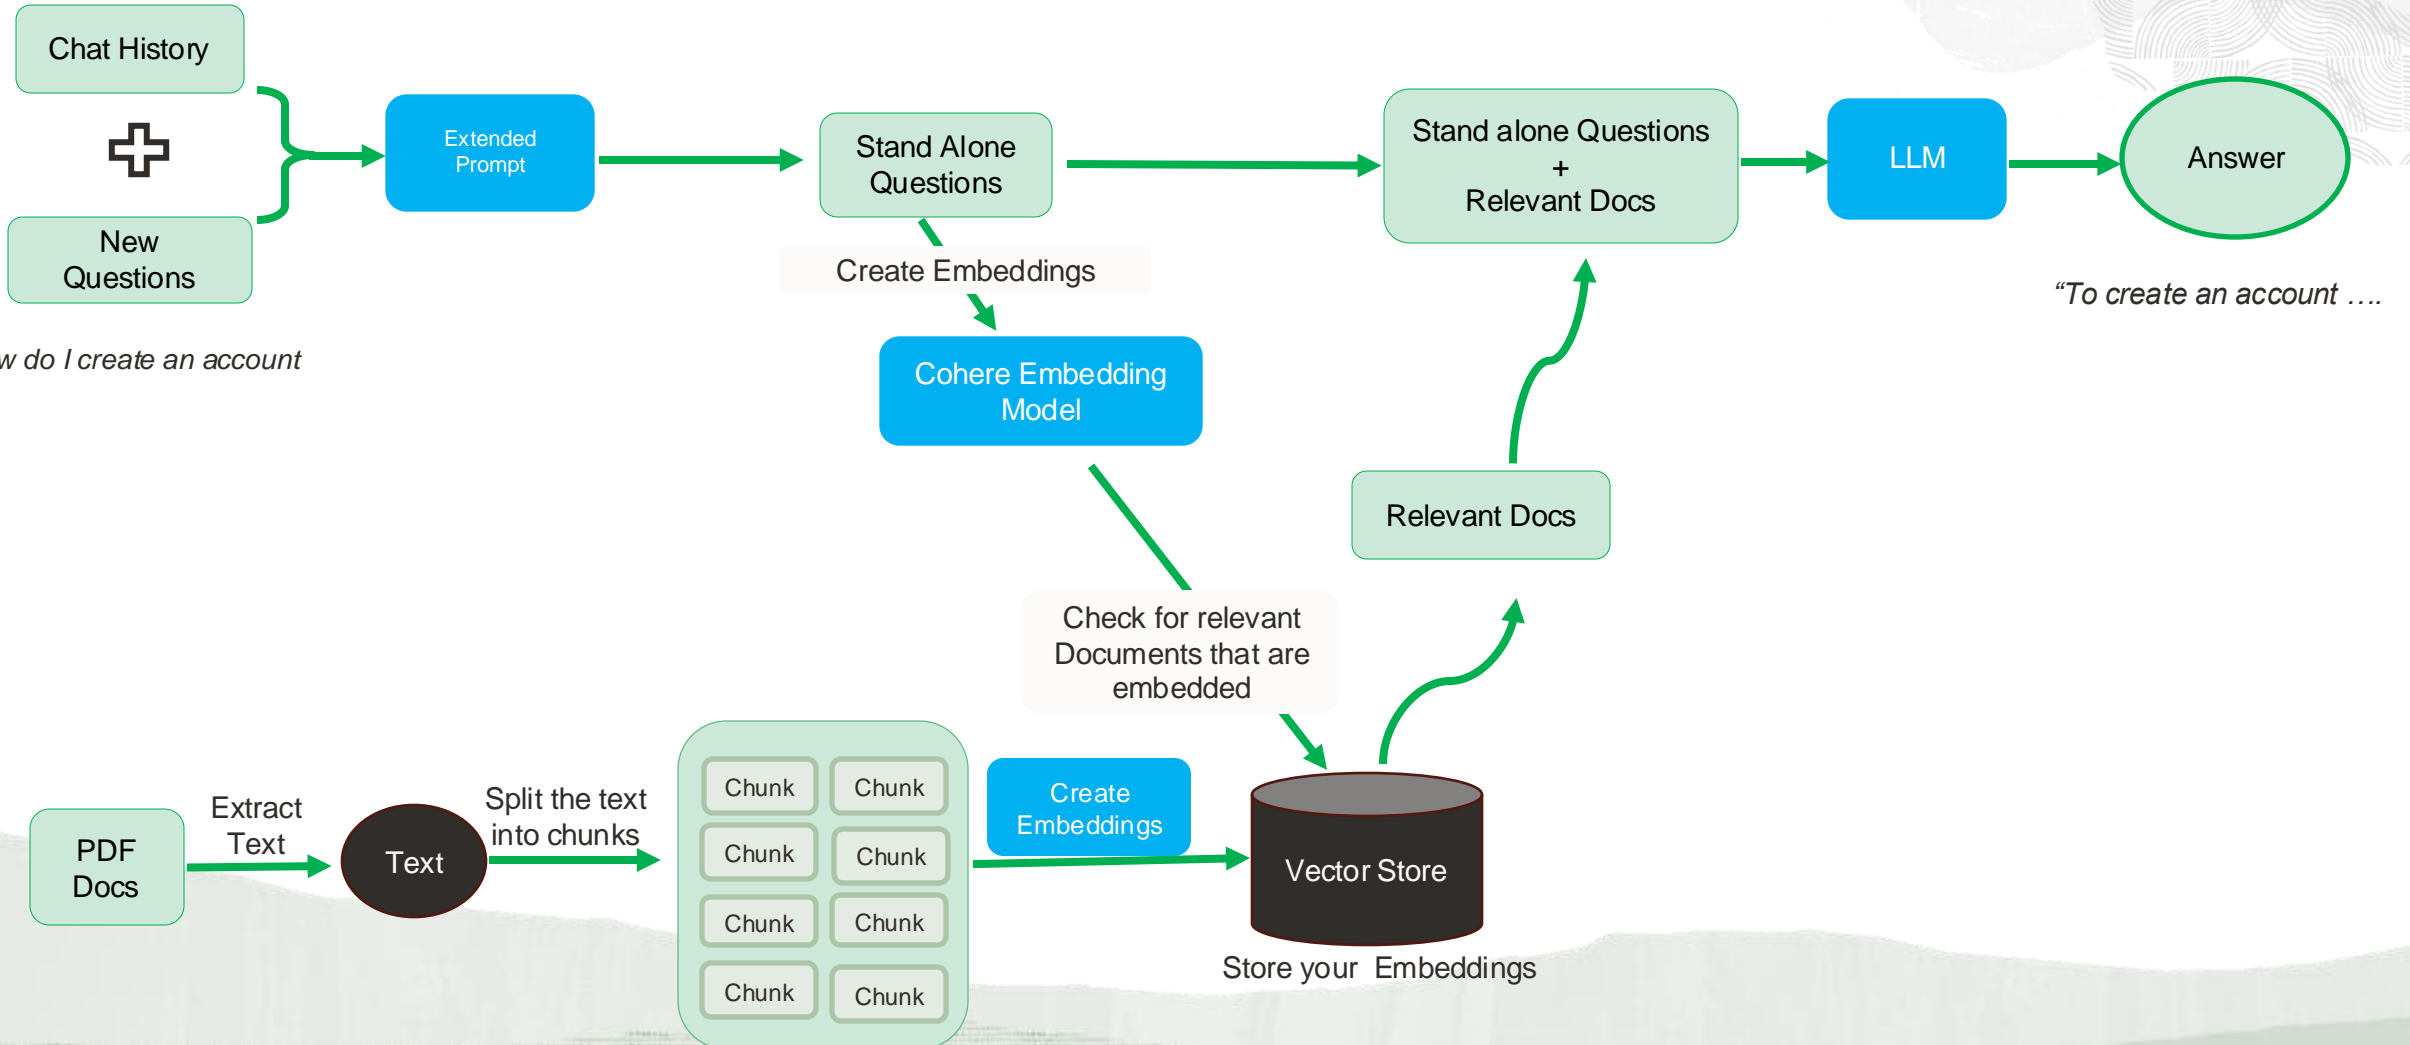 Chat History
New
Questions
w do I create an account
Extended
Prompt
Stand Alone
Questions
Create Embeddings
Cohere Embedding
Model
Stand alone Questions
+
Relevant Docs
LLM
Answer
“To create an account ….
Relevant Docs
Check for relevant
Documents that are
embedded
PDF
Docs
Extract
Text
Text
Split the text
into chunks
Chunk
Chunk
Chunk
Chunk
Chunk
Chunk
Chunk
Chunk
Create
Embeddings
Vector Store
Store your  Embeddings